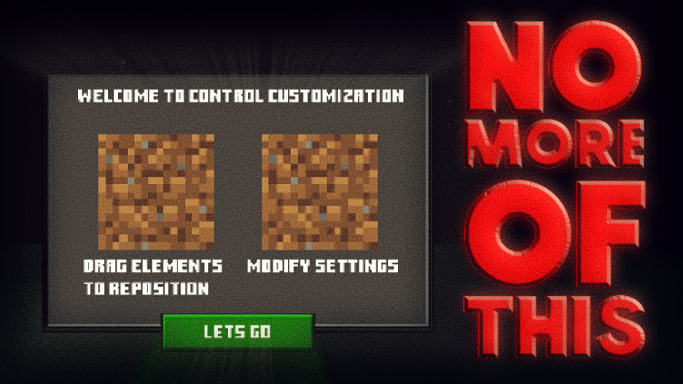 WELCOME TO CONTROL CUSTOMIZATION
DRAG ELEMENTS
TO REPOSITION
MODIFY SETTINGS
LETS GO
NO
MORE
OF
THIS